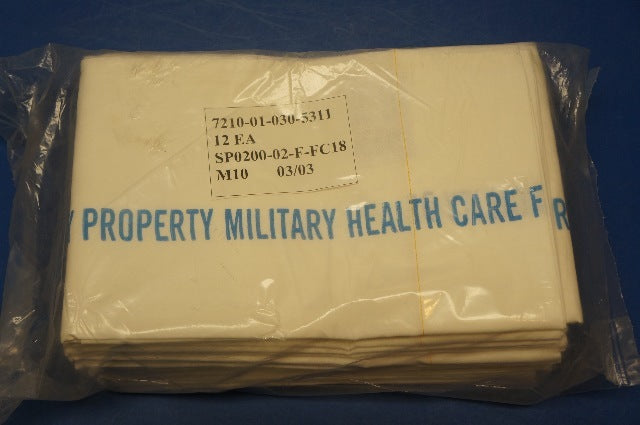 7210-01-030-5311
12 EA
SP0200-02-F-FC18
M10 03/03
Y PROPERTY MILITARY HEALTH CARE F R